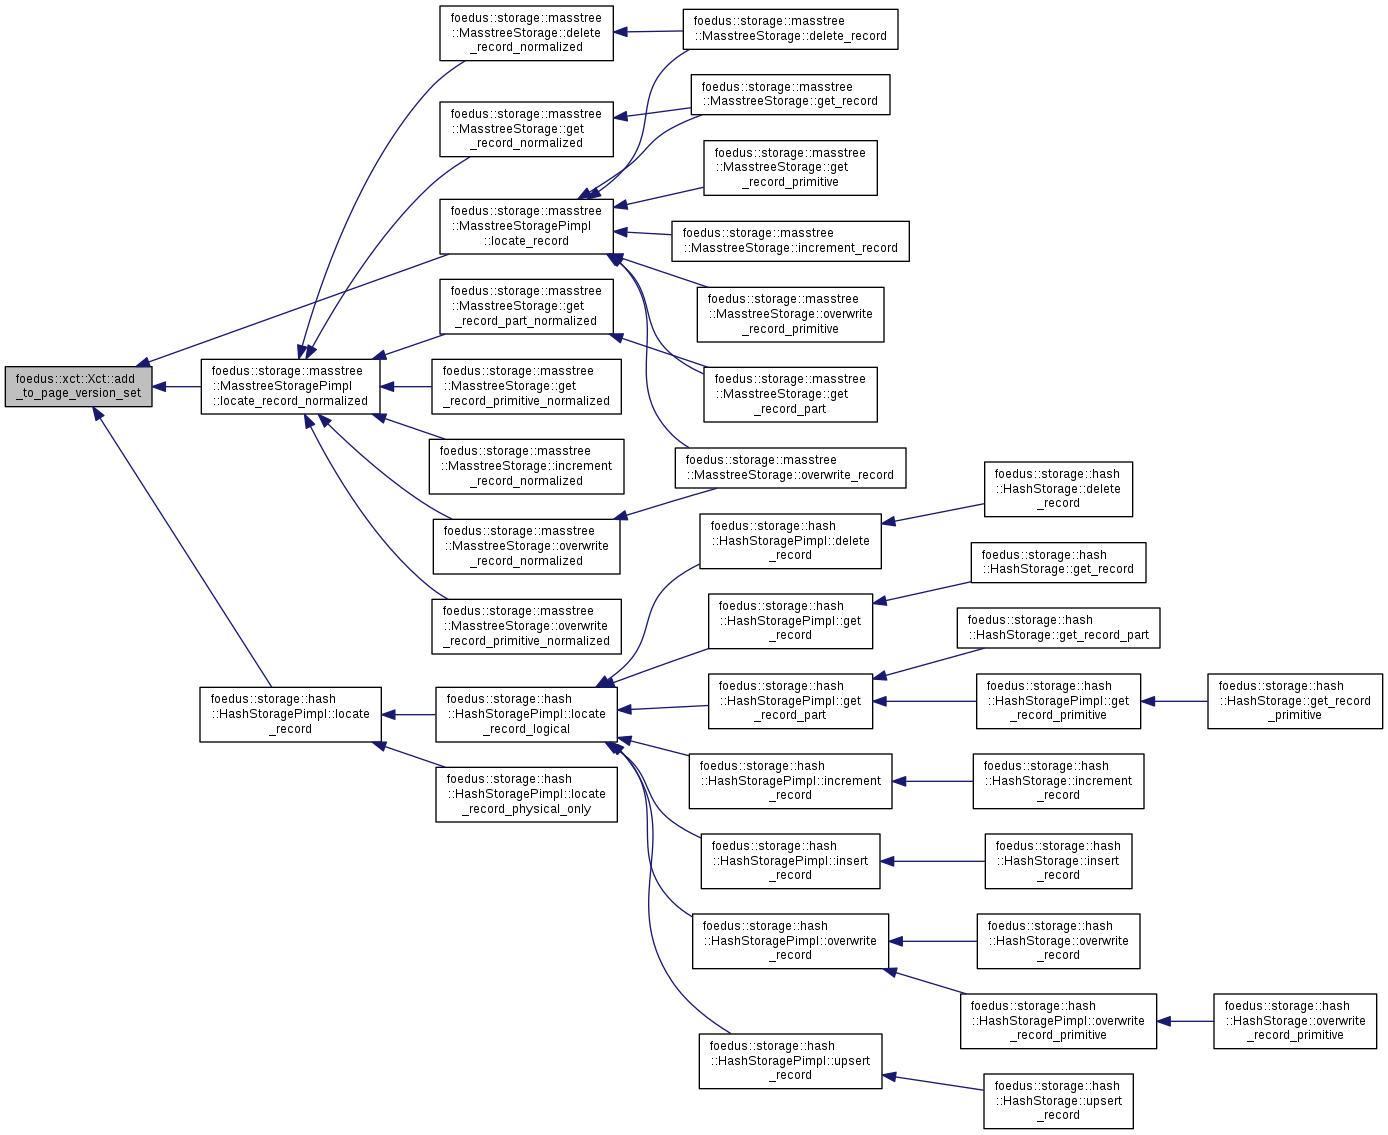 foedus::xct::Xct::add
_to_page_version_set
foedus::storage::masstree
::MasstreeStoragePimpl
::locate_record_normalized
foedus::storage::hash
::HashStoragePimpl::locate
_record
foedus::storage::masstree
::MasstreeStorage::delete
_record_normalized
foedus::storage::masstree
::MasstreeStorage::get
_record_normalized
foedus::storage::masstree
::MasstreeStoragePimpl
::locate_record
foedus::storage::masstree
::MasstreeStorage::get
_record_part_normalized
foedus::storage::masstree
::MasstreeStorage::get
_record_primitive_normalized
foedus::storage::masstree
::MasstreeStorage::increment
_record_normalized
foedus::storage::masstree
::MasstreeStorage::overwrite
_record_normalized
foedus::storage::masstree
::MasstreeStorage::overwrite
_record_primitive_normalized
foedus::storage::hash
::HashStoragePimpl::locate
_record_logical
foedus::storage::hash
::HashStoragePimpl::locate
_record_physical_only
foedus::storage::masstree
::MasstreeStorage::delete_record
foedus::storage::masstree
::MasstreeStorage::get_record
foedus::storage::masstree
::MasstreeStorage::get
_record_primitive
foedus::storage::masstree
::MasstreeStorage::increment_record
foedus::storage::masstree
::MasstreeStorage::overwrite
_record_primitive
foedus::storage::masstree
::MasstreeStorage::get
_record_part
foedus::storage::masstree
::MasstreeStorage::overwrite_record
foedus::storage::hash
::HashStoragePimpl::delete
_record
foedus::storage::hash
::HashStoragePimpl::get
_record
foedus::storage::hash
::HashStoragePimpl::get
_record_part
foedus::storage::hash
::HashStoragePimpl::increment
_record
foedus::storage::hash
::HashStoragePimpl::insert
_record
foedus::storage::hash
::HashStoragePimpl::overwrite
_record
foedus::storage::hash
::HashStoragePimpl::upsert
_record
foedus::storage::hash
::HashStorage::delete
_record
foedus::storage::hash
::HashStorage::get_record
foedus::storage::hash
::HashStorage::get_record_part
foedus::storage::hash
::HashStoragePimpl::get
_record_primitive
foedus::storage::hash
::HashStorage::increment
_record
foedus::storage::hash
::HashStorage::insert
_record
foedus::storage::hash
::HashStorage::overwrite
_record
foedus::storage::hash
::HashStoragePimpl::overwrite
_record_primitive
foedus::storage::hash
::HashStorage::upsert
_record
foedus::storage::hash
::HashStorage::get_record
_primitive
foedus::storage::hash
::HashStorage::overwrite
_record_primitive